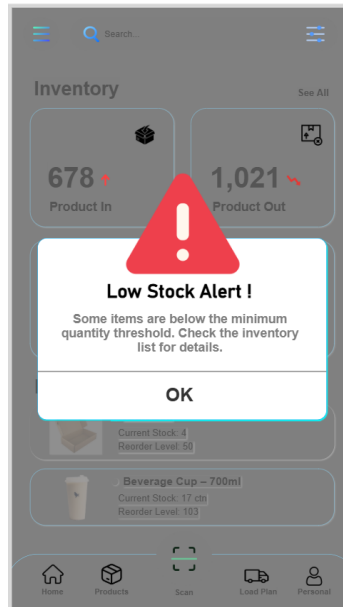 Search...
Inventory
See All
678
1,021
Product In
Product Out
Low Stock Alert !
Some items are below the minimum
quantity threshold. Check the inventory
list for details.
OK
Current Stock: 4
Reorder Level: 50
Beverage Cup – 700ml
Current Stock: 17 ctn
Reorder Level: 103
Home
Products
Scan
Load Plan
Personal